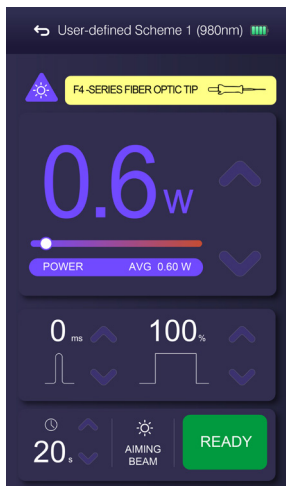 User-defined Scheme 1 (980nm)
F4 -SERIES FIBER OPTIC TIP
0.6 W
POWER AVG 0.60 W
0 ms 100 %
20 s
AIMING
BEAM
READY